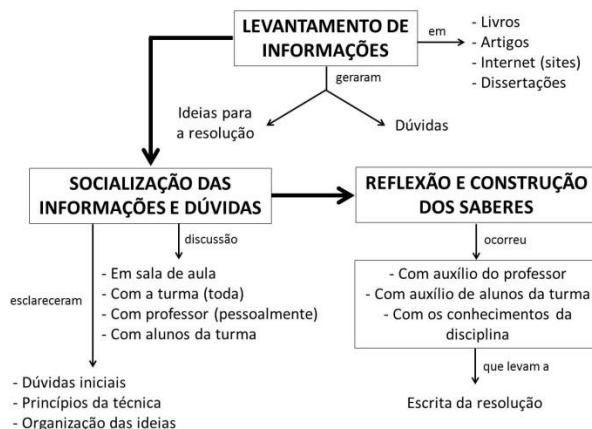 LEVANTAMENTO DE
INFORMAÇÕES
em
- Livros
- Artigos
- Internet (sites)
- Dissertações
geraram
Ideias para
a resolução
Dúvidas
SOCIALIZAÇÃO DAS
INFORMAÇÕES E DÚVIDAS
REFLEXÃO E CONSTRUÇÃO
DOS SABERES
discussão
- Em sala de aula
- Com a turma (toda)
- Com professor (pessoalmente)
- Com alunos da turma
esclareceram
- Dúvidas iniciais
- Princípios da técnica
- Organização das ideias
ocorreu
- Com auxílio do professor
- Com auxílio de alunos da turma
- Com os conhecimentos da
disciplina
que levam a
Escrita da resolução